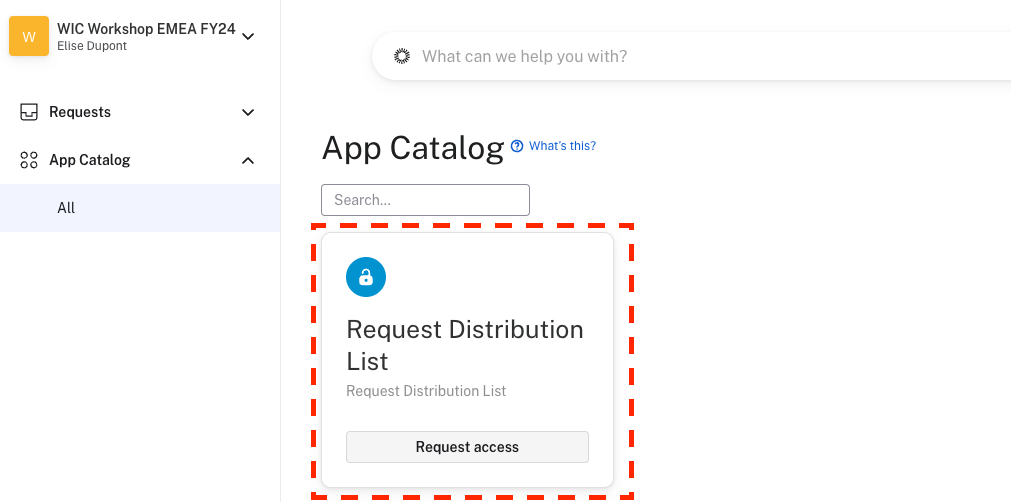 W
WIC Workshop EMEA FY24
Elise Dupont
What can we help you with?
Requests
App Catalog
All
App Catalog
What's this?
Search...
Request Distribution
List
Request Distribution List
Request access